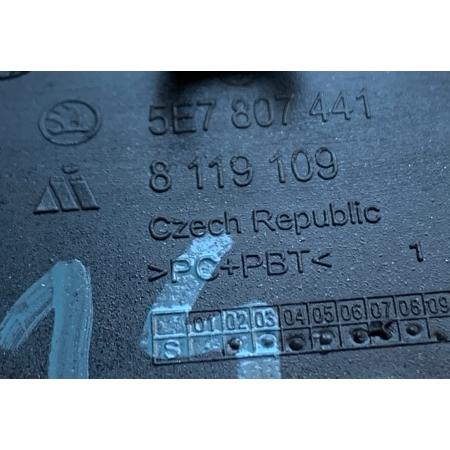 5E7 807 441
8 119 109
Czech Republic
>PC+PBT< 1
01 02 03 04 05 06 07 08 09
S
14